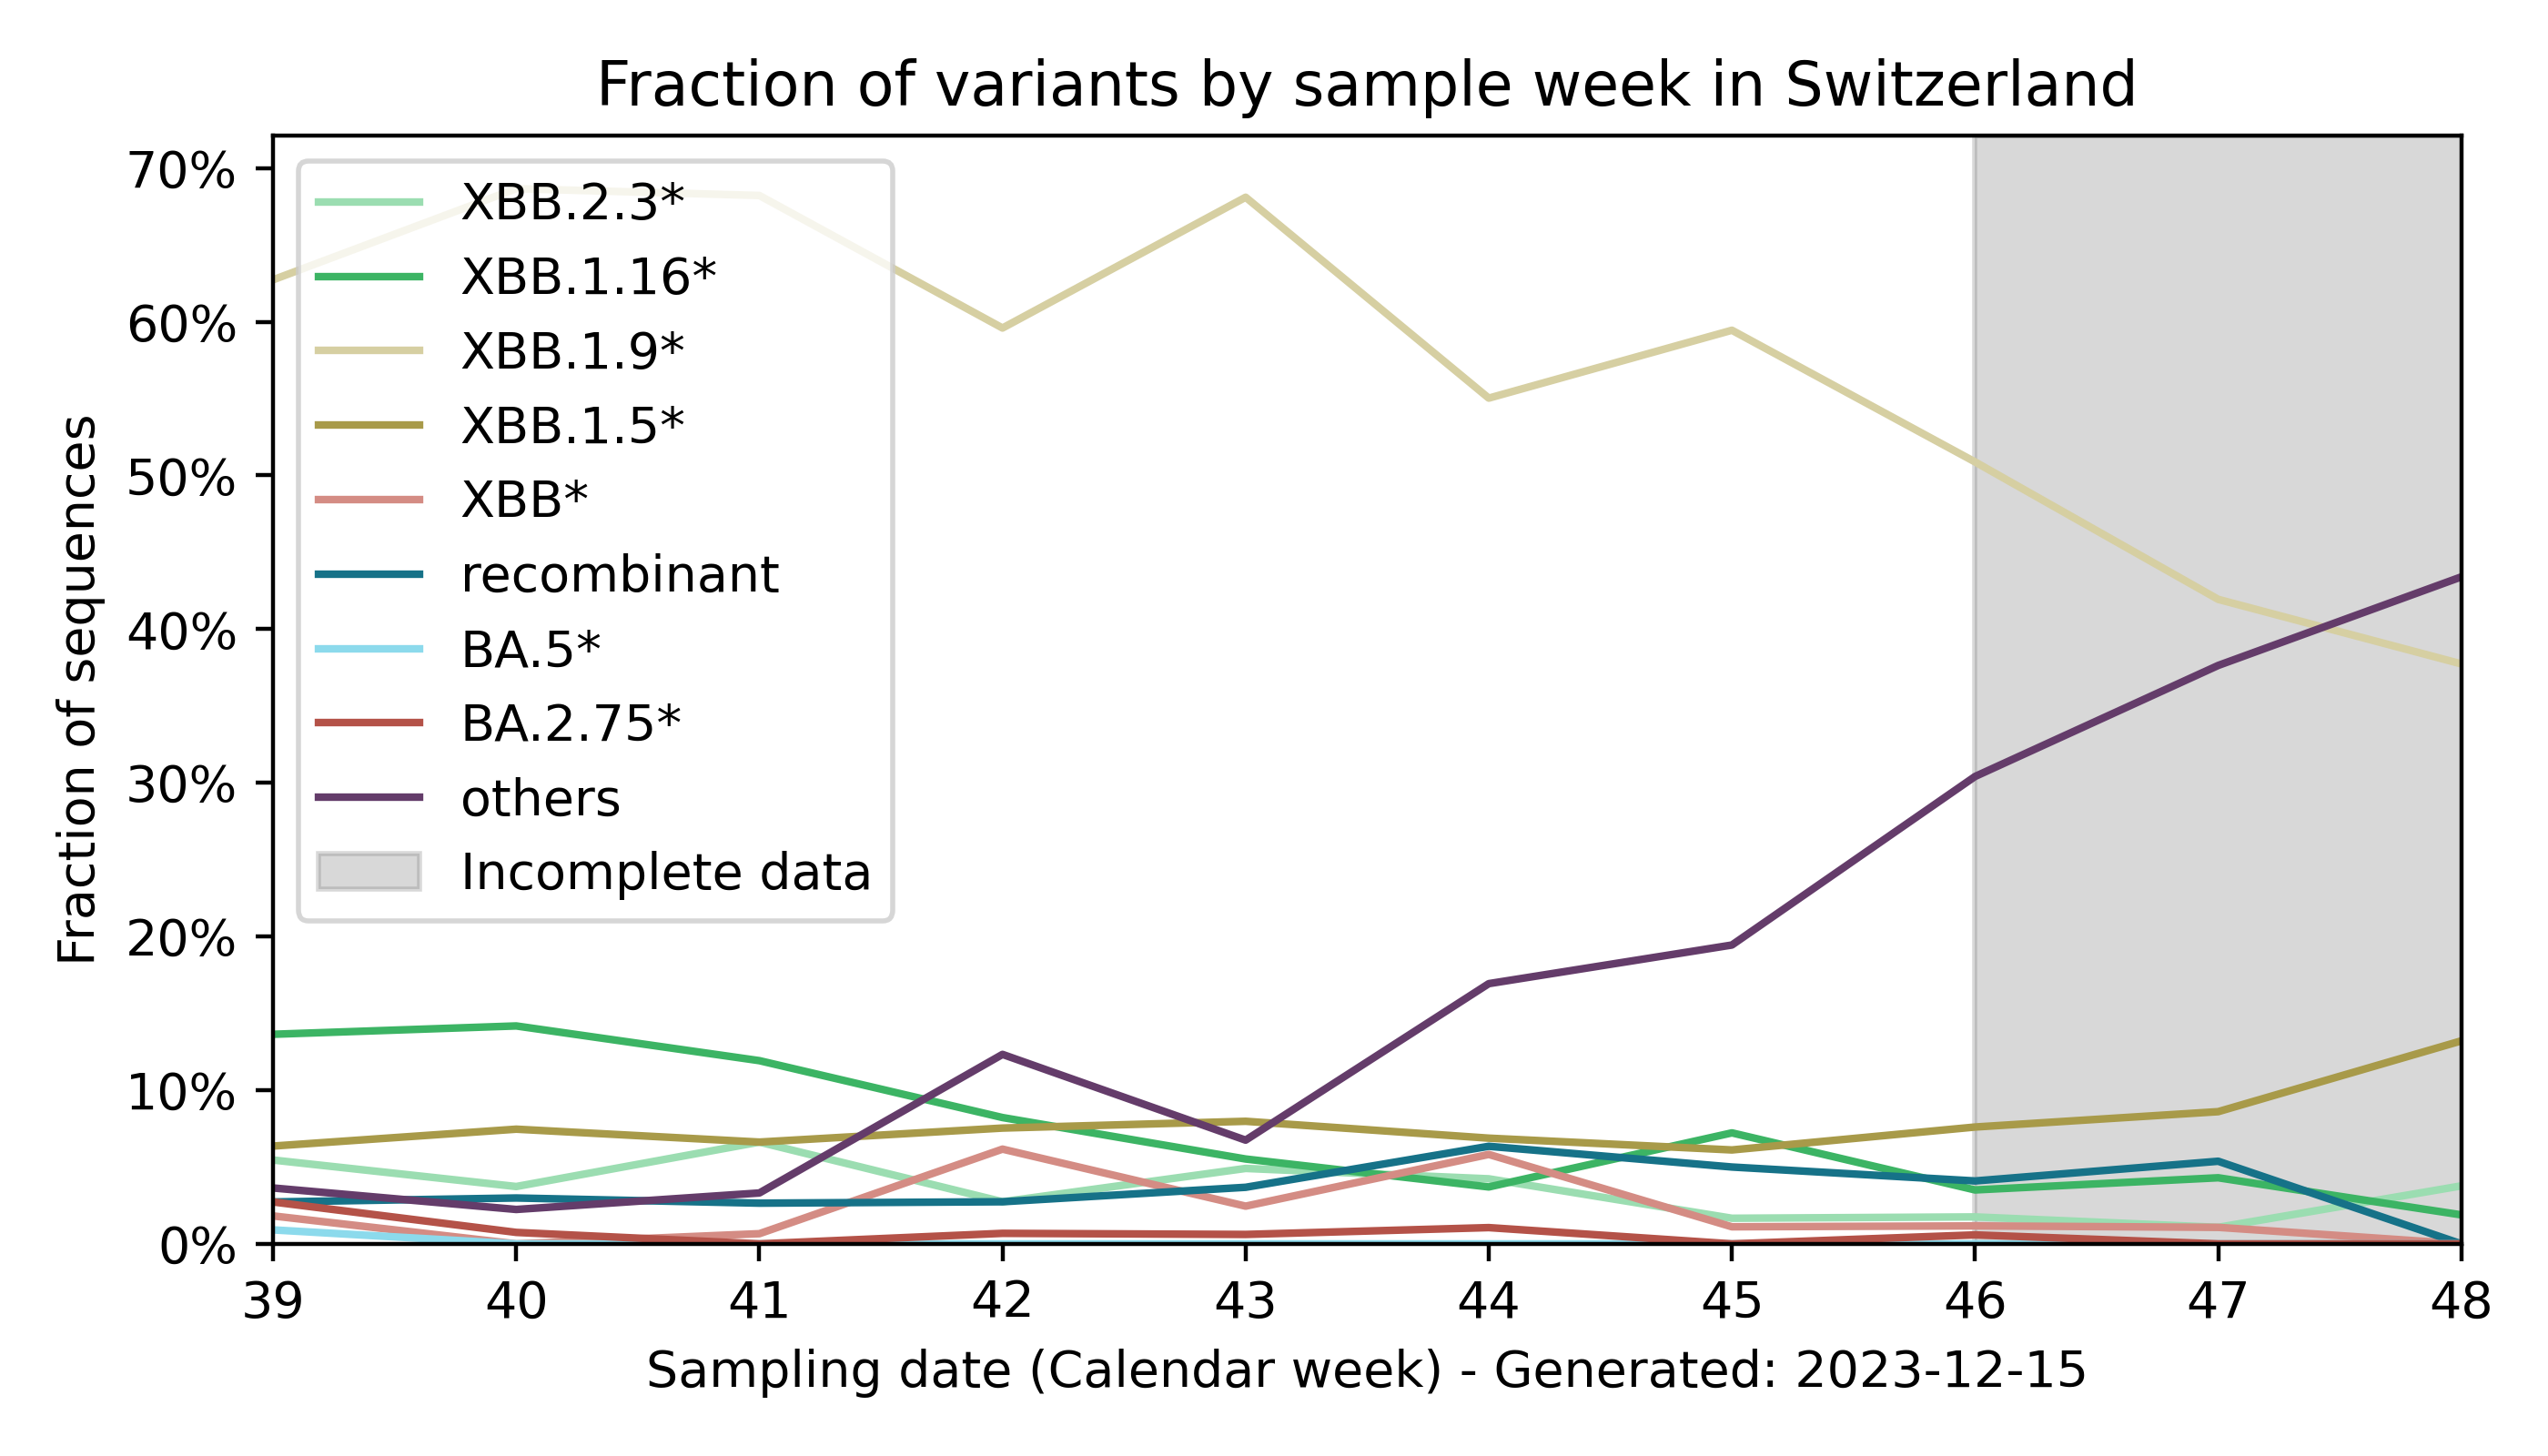 Fraction of variants by sample week in Switzerland
70%
60%
50%
40%
30%
20%
10%
0%
Fraction of sequences
XBB.2.3*
XBB.1.16*
XBB.1.9*
XBB.1.5*
XBB*
recombinant
BA.5*
BA.2.75*
others
Incomplete data
39 40 41 42 43 44 45 46 47 48
Sampling date (Calendar week) - Generated: 2023-12-15